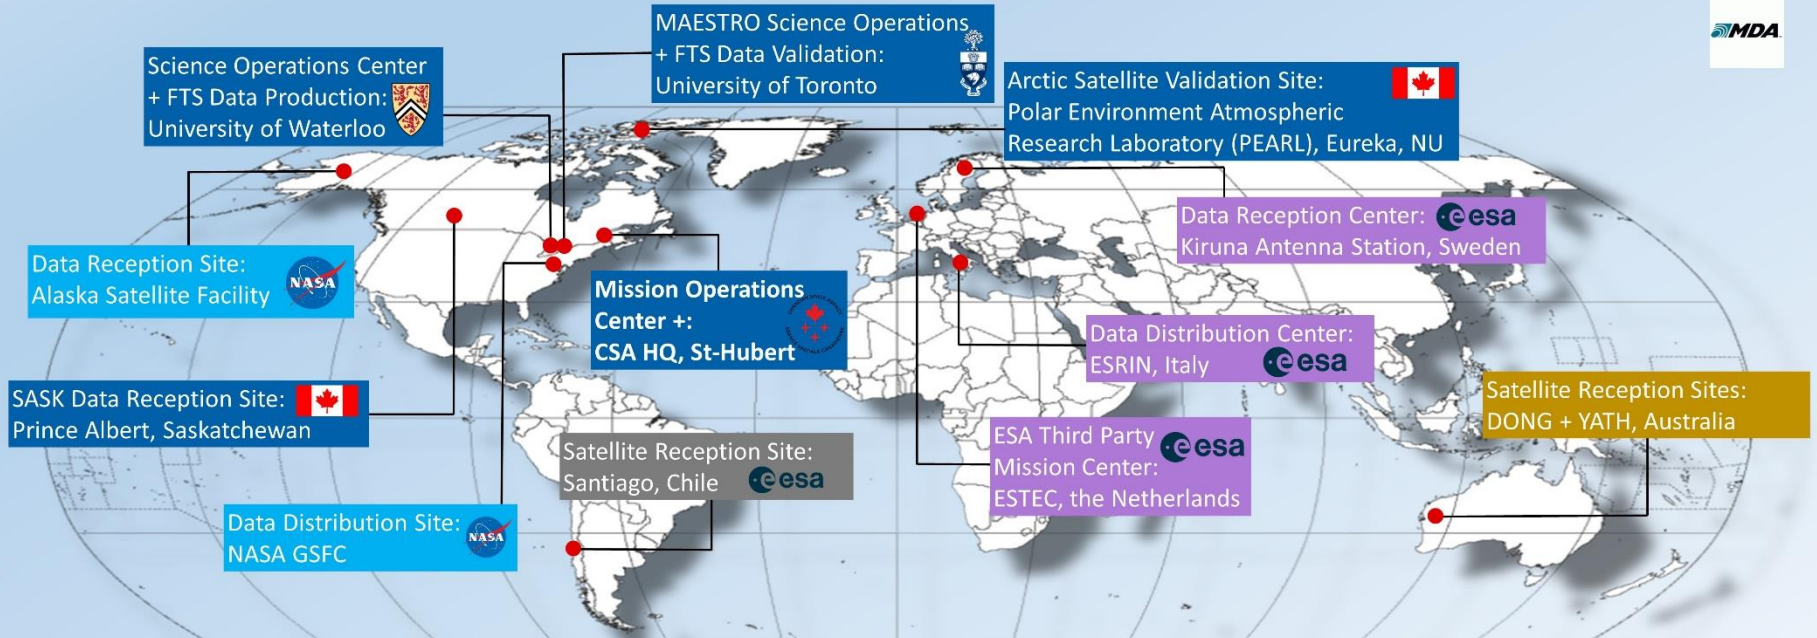 MDA
MAESTRO Science Operations
+ FTS Data Validation:
University of Toronto
Science Operations Center
+ FTS Data Production:
University of Waterloo
Arctic Satellite Validation Site:
Polar Environment Atmospheric
Research Laboratory (PEARL), Eureka, NU
Data Reception Center:
esa
Kiruna Antenna Station, Sweden
Data Reception Site:
Alaska Satellite Facility
NASA
Mission Operations
Center +:
CSA HQ, St-Hubert
Data Distribution Center:
ESRIN, Italy
esa
SASK Data Reception Site:
Prince Albert, Saskatchewan
Satellite Reception Sites:
DONG + YATH, Australia
Satellite Reception Site:
Santiago, Chile
esa
ESA Third Party
esa
Mission Center:
ESTEC, the Netherlands
Data Distribution Site:
NASA GSFC
NASA